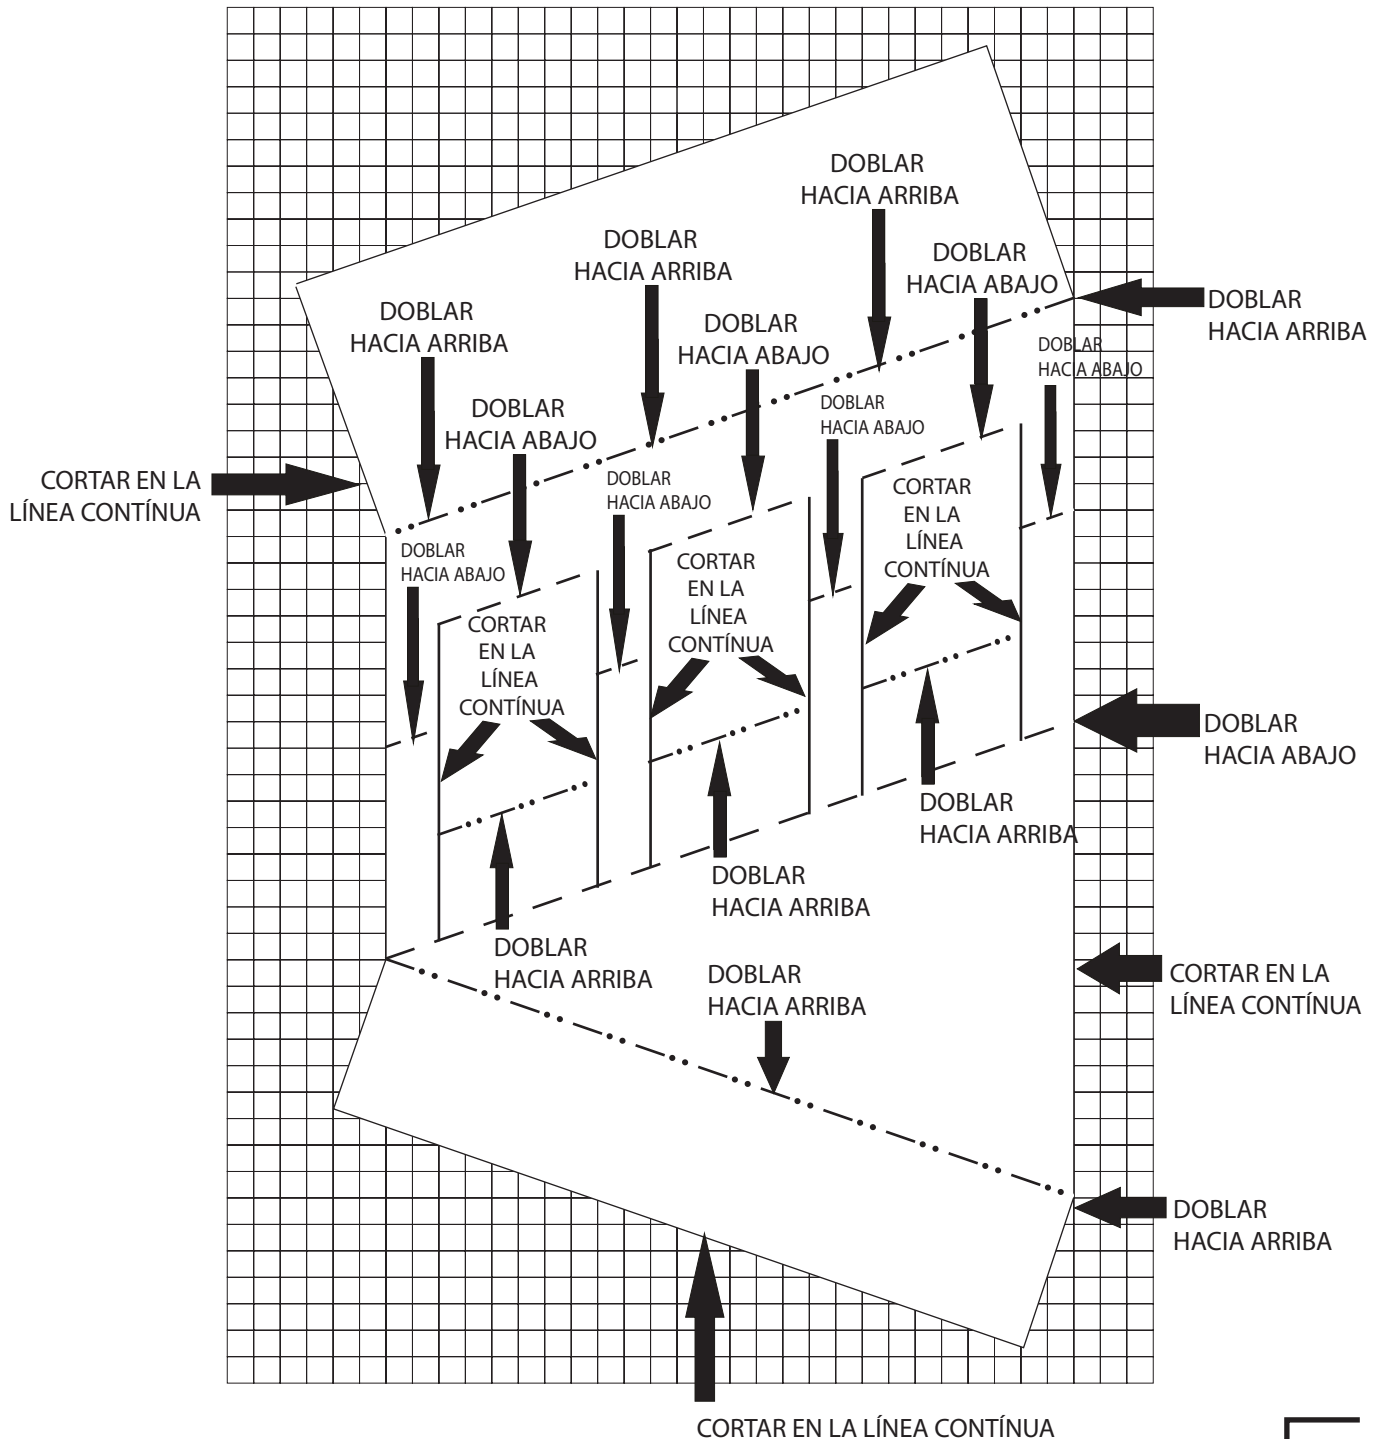 DOBLAR
HACIA ARRIBA
DOBLAR
HACIA ARRIBA
DOBLAR
HACIA ABAJO
DOBLAR
HACIA ARRIBA
DOBLAR
HACIA ARRIBA
DOBLAR
HACIA ABAJO
DOBLAR
HACIA ABAJO
DOBLAR
HACIA ABAJO
DOBLAR
HACIA ABAJO
CORTAR EN LA
LÍNEA CONTÍNUA
DOBLAR
HACIA ABAJO
CORTAR
EN LA
LÍNEA
CONTÍNUA
DOBLAR
HACIA ABAJO
CORTAR
EN LA
LÍNEA
CONTÍNUA
CORTAR
EN LA
LÍNEA
CONTÍNUA
DOBLAR
HACIA ABAJO
DOBLAR
HACIA ARRIBA
DOBLAR
HACIA ARRIBA
DOBLAR
HACIA ARRIBA
DOBLAR
HACIA ARRIBA
CORTAR EN LA
LÍNEA CONTÍNUA
DOBLAR
HACIA ARRIBA
CORTAR EN LA LÍNEA CONTÍNUA